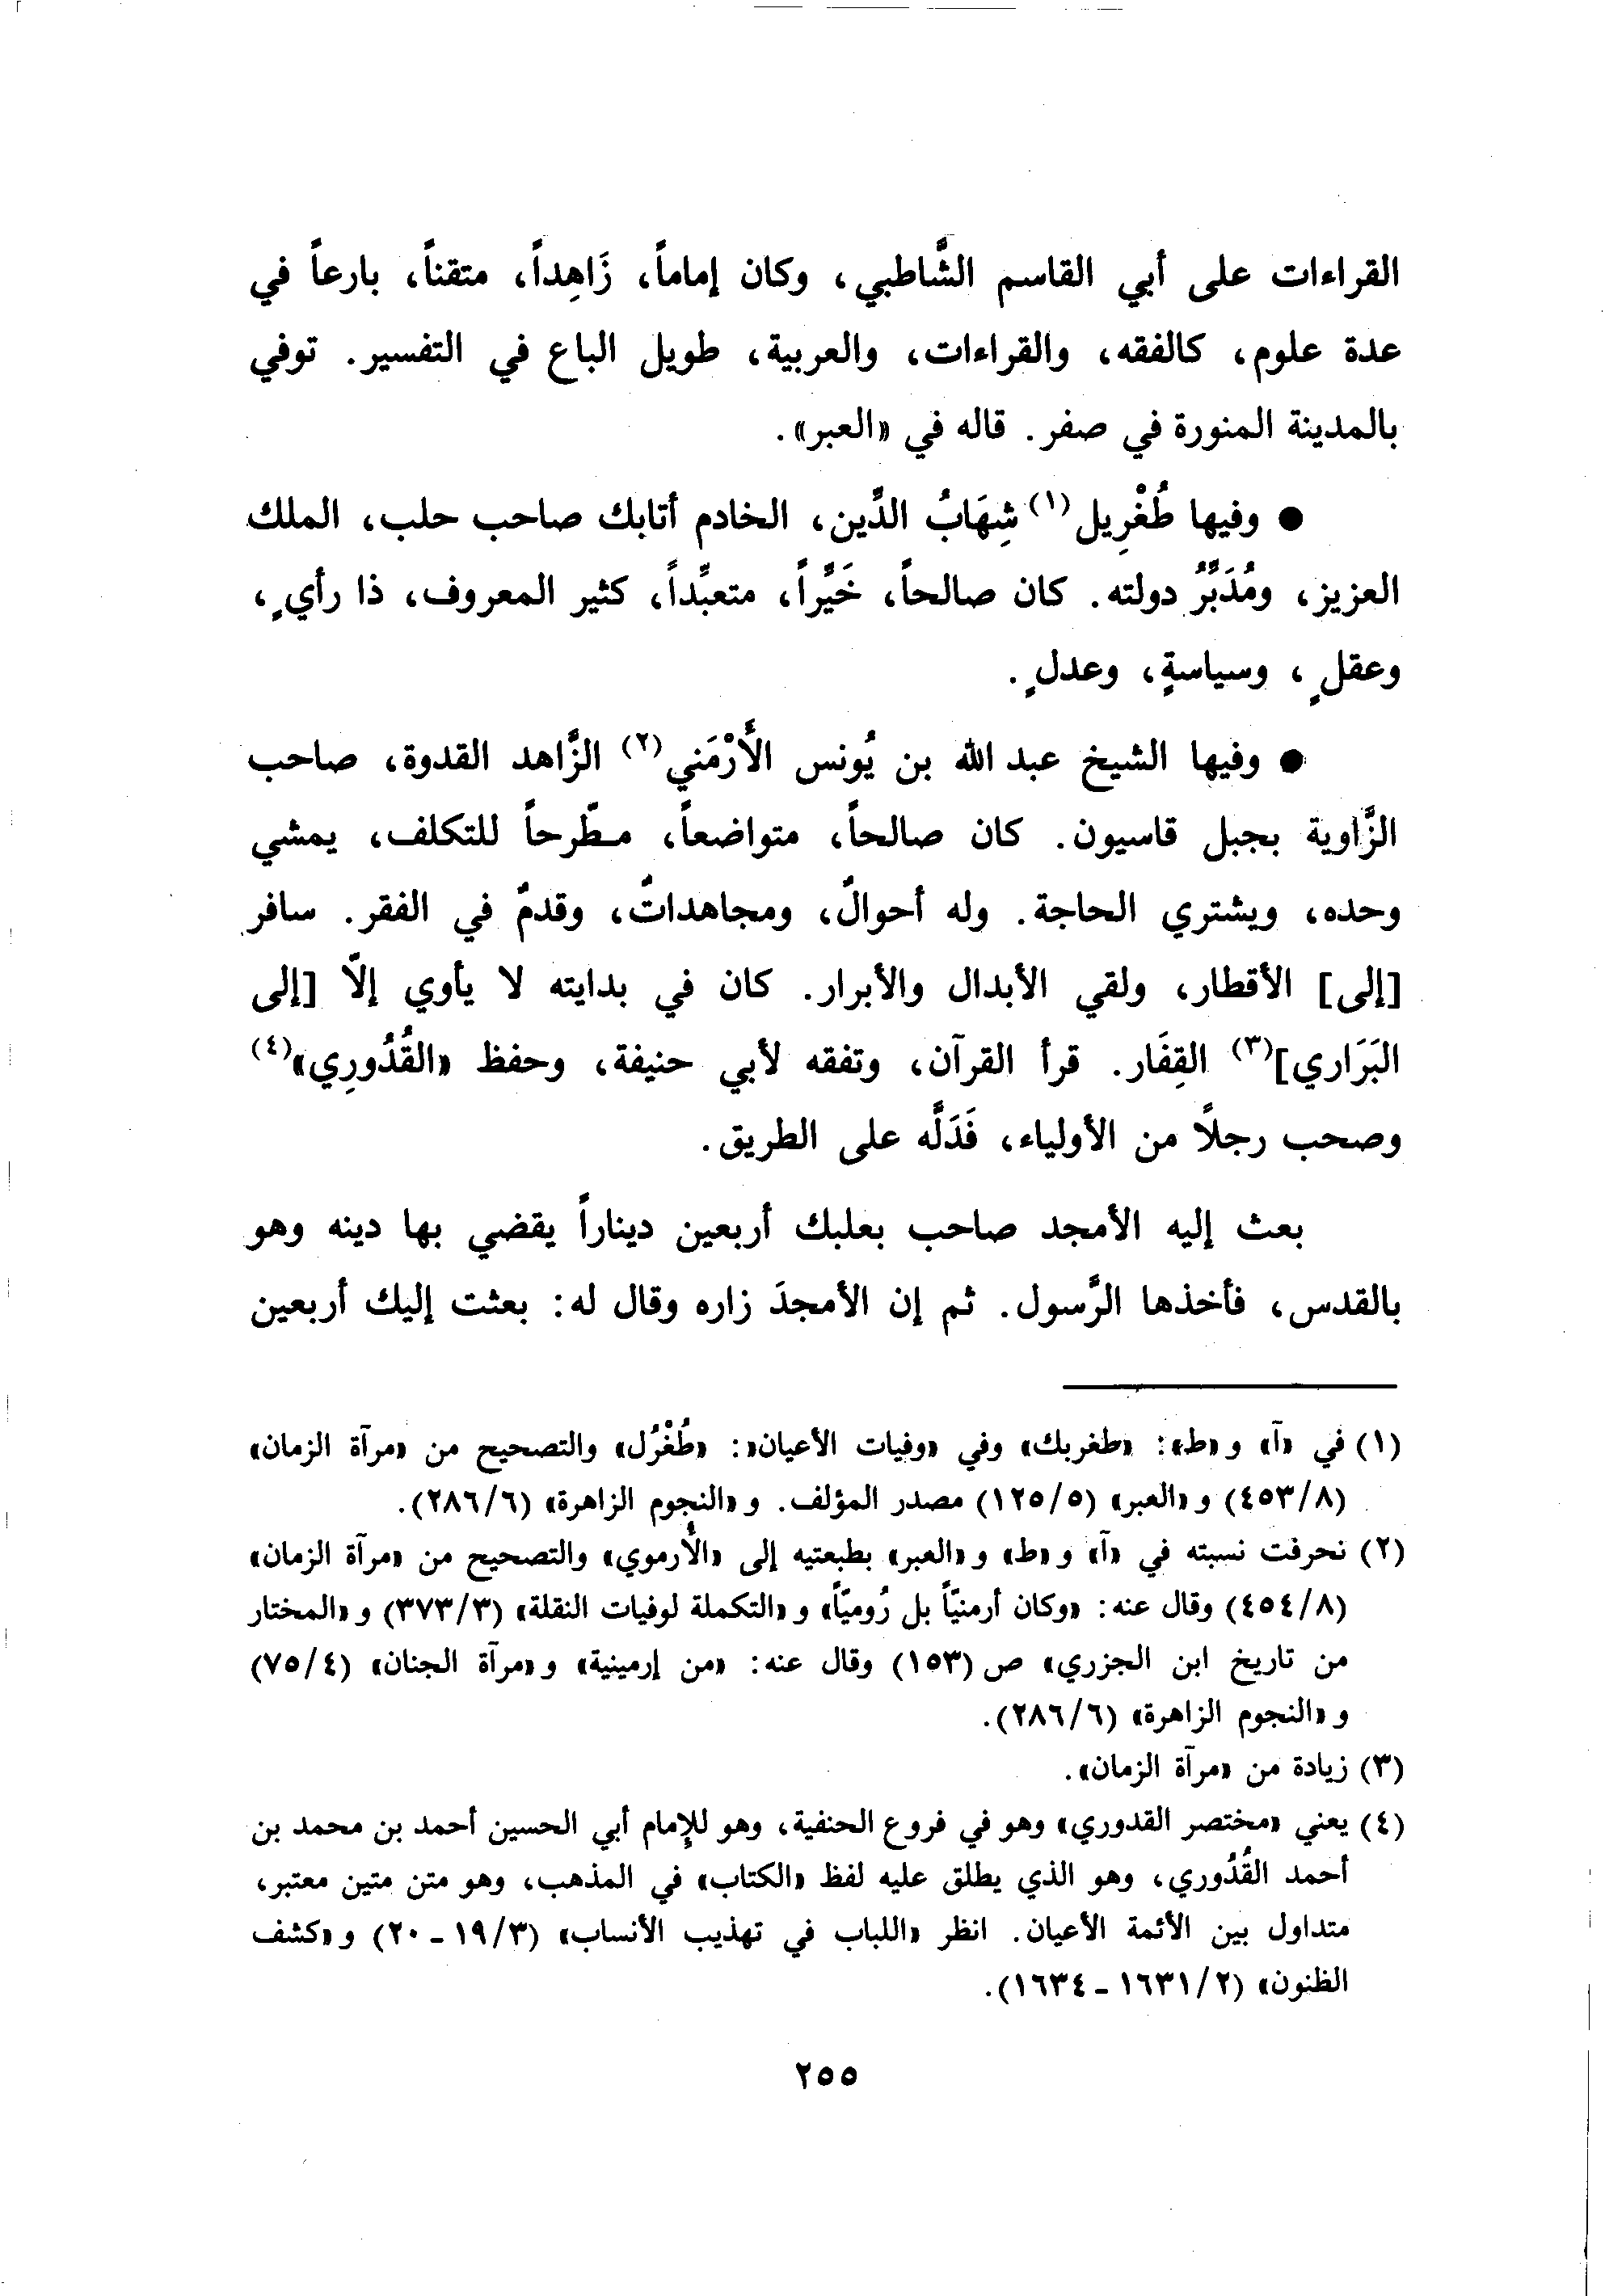 القراءات على أبي القاسم الشَّاطبي، وكان إماماً، زَاهِداً، متقناً، بارعاً في
عدة علوم، كالفقه، والقراءات، والعربية، طويل الباع في التفسير. توفي
بالمدينة المنورة في صفر. قاله في «العبر».
● وفيها طُغْرِيل(١) شِهَابُ الدِّين، الخادم أتابك صاحب حلب، الملك
العزيز، ومُدَبِّرُ دولته. كان صالحاً، خَيِّراً، متعبِّداً، كثير المعروف، ذا رأيٍ،
وعقلٍ، وسياسةٍ، وعدلٍ.
● وفيها الشيخ عبد الله بن يُونس الأَرْمَني(٢) الزَّاهد القدوة، صاحب
الزَّاوية بجبل قاسيون. كان صالحاً، متواضعاً، مطّرحاً للتكلف، يمشي
وحده، ويشتري الحاجة. وله أحوالٌ، ومجاهداتٌ، وقدمٌ في الفقر. سافر
[إلى] الأقطار، ولقي الأبدال والأبرار. كان في بدايته لا يأوي إلّا [إلى
البَرَاري](٣) القِفَار. قرأ القرآن، وتفقه لأبي حنيفة، وحفظ «القُدُورِي»(٤)
وصحب رجلاً من الأولياء، فَدَلَّه على الطريق.
بعث إليه الأمجد صاحب بعلبك أربعين ديناراً يقضي بها دينه وهو
بالقدس، فأخذها الرَّسول. ثم إن الأمجدَ زاره وقال له: بعثت إليك أربعين
(١) في «آ» و«ط»: «طغربك» وفي «وفيات الأعيان»: «طُغْرُل» والتصحيح من «مرآة الزمان»
(٤٥٣/٨) و«العبر» (١٢٥/٥) مصدر المؤلف. و«النجوم الزاهرة» (٢٨٦/٦).
(٢) تحرفت نسبته في «آ» و«ط» و«العبر» بطبعتيه إلى «الأُرموي» والتصحيح من «مرآة الزمان»
(٤٥٤/٨) وقال عنه: «وكان أرمنيّاً بل رُوميّاً» و«التكملة لوفيات النقلة» (٣٧٣/٣) و«المختار
من تاريخ ابن الجزري» ص (١٥٣) وقال عنه: «من إرمينية» و«مرآة الجنان» (٧٥/٤)
و«النجوم الزاهرة» (٢٨٦/٦).
(٣) زيادة من «مرآة الزمان».
(٤) يعني «مختصر القدوري» وهو في فروع الحنفية، وهو للإمام أبي الحسين أحمد بن محمد بن
أحمد القُدُوري، وهو الذي يطلق عليه لفظ «الكتاب» في المذهب، وهو متن متين معتبر،
متداول بين الأئمة الأعيان. انظر «اللباب في تهذيب الأنساب» (١٩/٣ - ٢٠) و«كشف
الظنون» (١٦٣١/٢ - ١٦٣٤).
٢٥٥